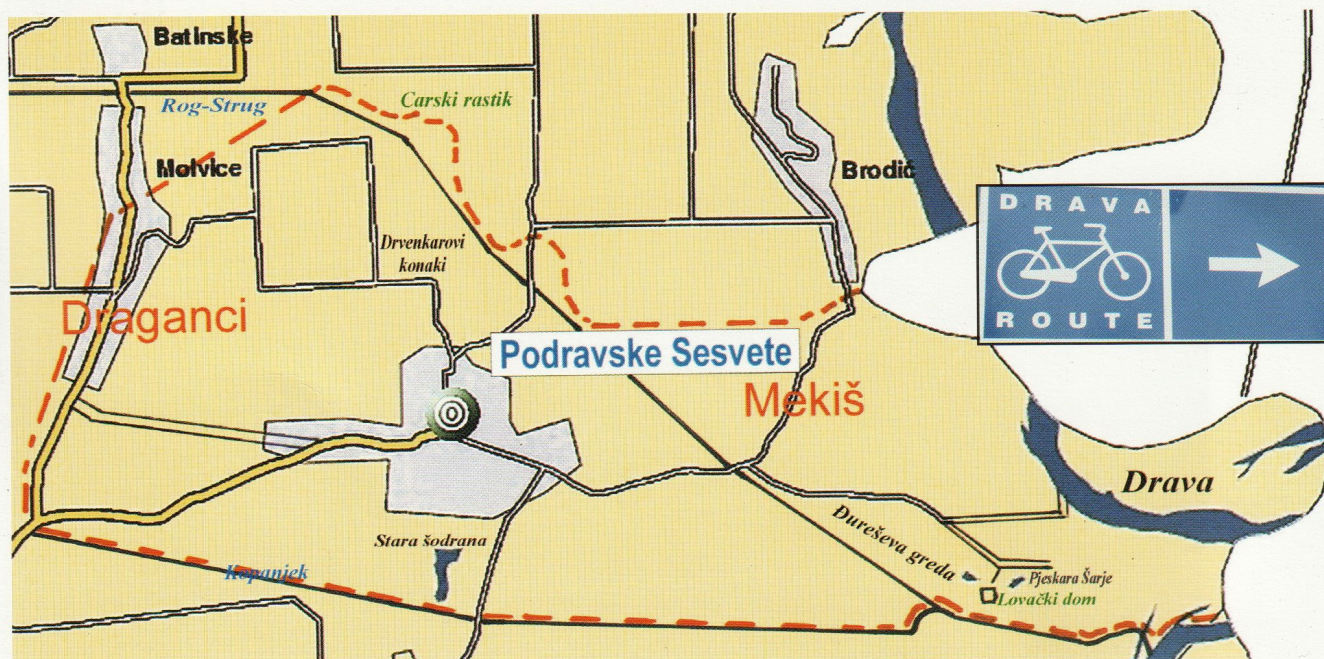 Batinske
Rog-Strug
Carski rastik
Molvice
Brodić
DRAVA
ROUTE
Drvenkarovi
konaki
Draganci
Podravske Sesvete
Mekiš
Drava
Stara šodrana
Đureševa greda
Kopanjek
Pjeskara Šarje
Lovački dom